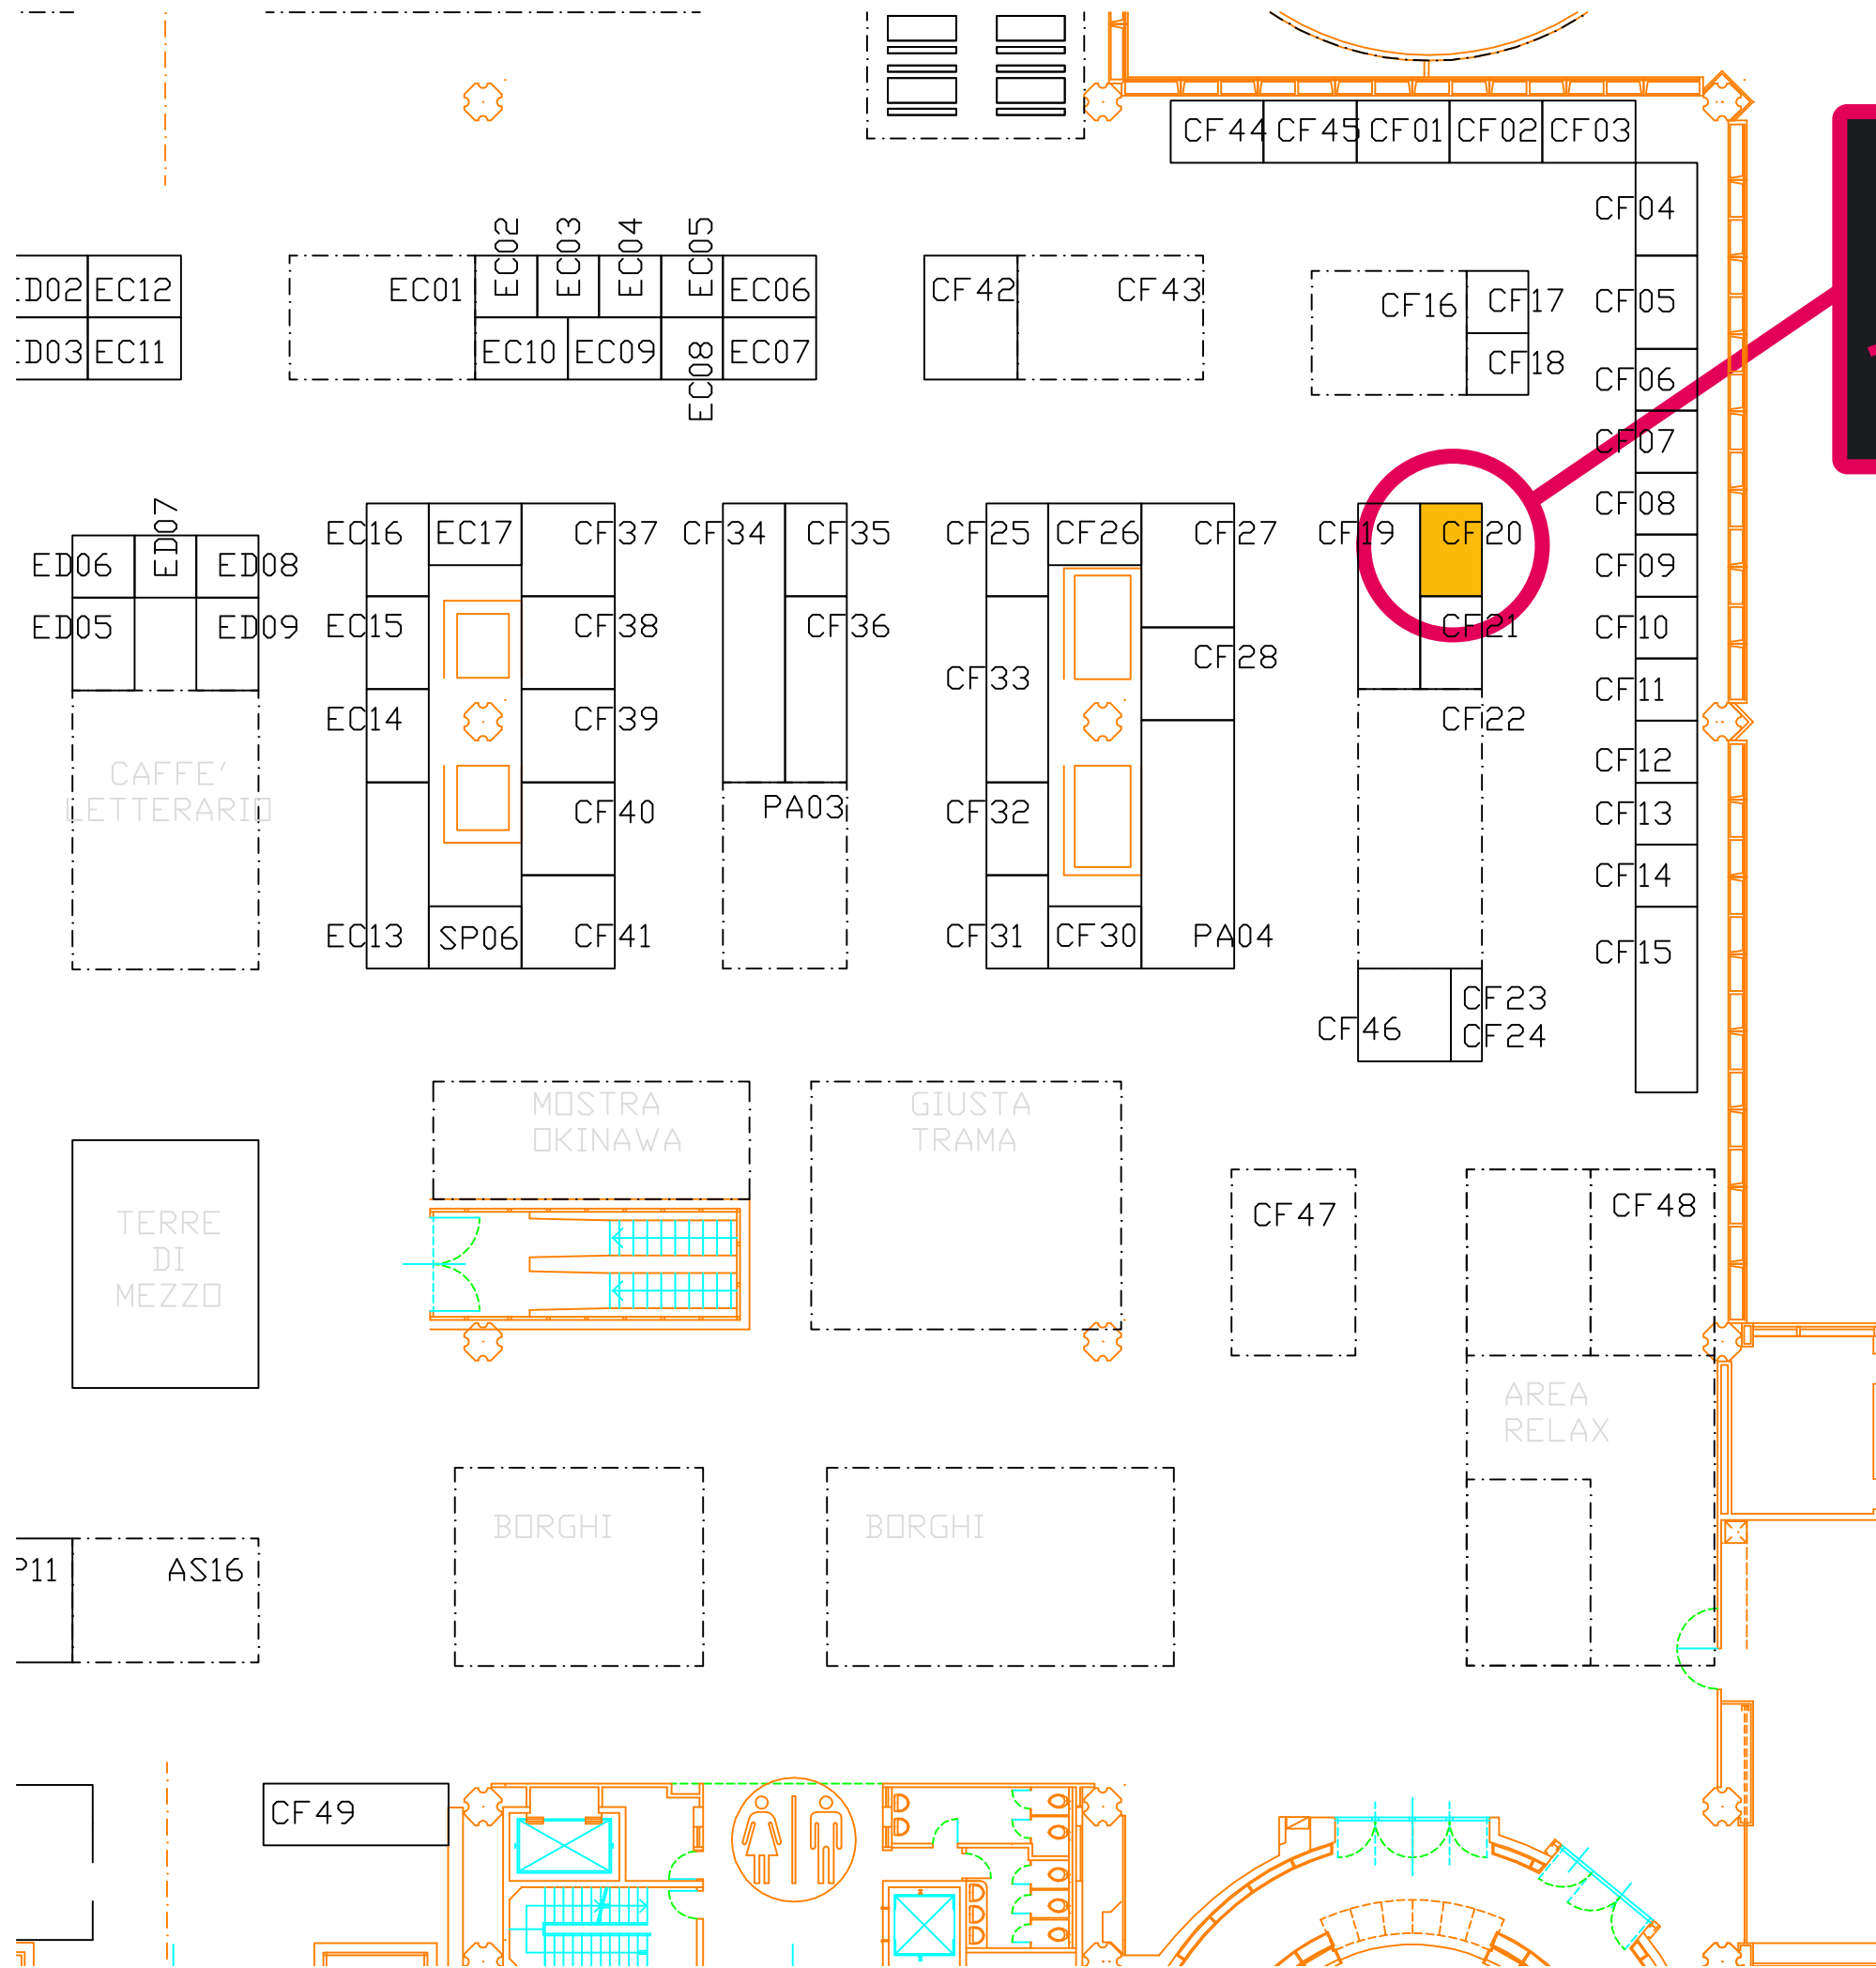 CF44 CF45 CF01 CF02 CF03
CF04
EC02 EC03 EC04 EC05
ED02 EC12 EC01 EC06 CF42 CF43 CF16 CF17 CF05
ED03 EC11 EC10 EC09 EC08 EC07 CF18 CF06
CF07
CF08
ED07 EC16 EC17 CF37 CF34 CF35 CF25 CF26 CF27 CF19 CF20
ED06 ED08 CF09
ED05 ED09 EC15 CF38 CF36 CF21 CF10
CF33 CF28 CF11
EC14 CF39 CF22
CF12
CAFFE'
LETTERARIO
CF40 PA03 CF32 CF13
CF14
EC13 SP06 CF41 CF31 CF30 PA04 CF15
CF23
CF46 CF24
MOSTRA
OKINAWA
GIUSTA
TRAMA
CF47 CF48
TERRE
DI
MEZZO
AREA
RELAX
BORGHI BORGHI
P11 AS16
CF49